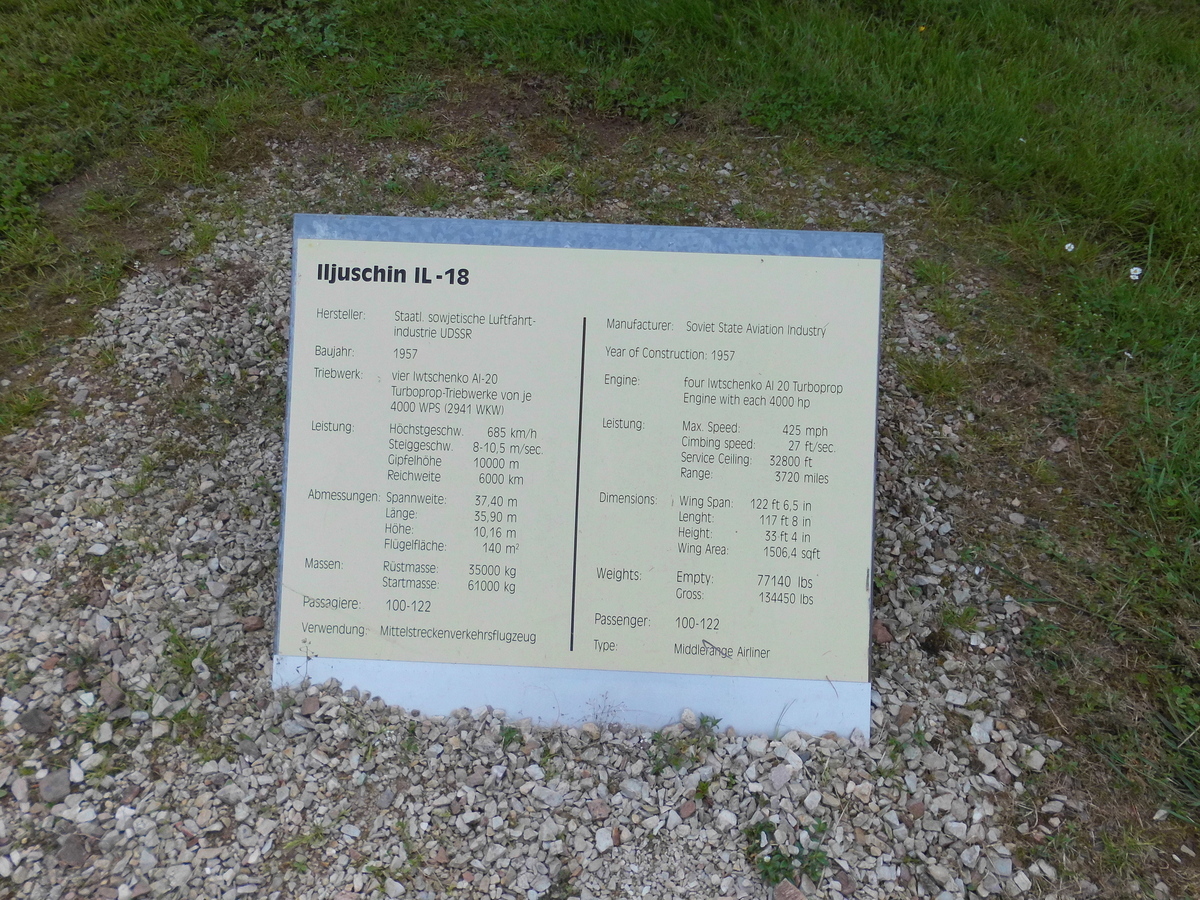 Iljuschin IL-18
Hersteller: Staatl. sowjetische Luftfahrt-
industrie UDSSR
Baujahr: 1957
Triebwerk: vier Iwtschenko AI-20
Turboprop-Triebwerke von je
4000 WPS (2941 WKW)
Leistung: Höchstgeschw. 685 km/h
Steiggeschw. 8-10,5 m/sec.
Gipfelhöhe 10000 m
Reichweite 6000 km
Abmessungen: Spannweite: 37,40 m
Länge: 35,90 m
Höhe: 10,16 m
Flügelfläche: 140 m²
Massen: Rüstmasse: 35000 kg
Startmasse: 61000 kg
Passagiere: 100-122
Verwendung: Mittelstreckenverkehrsflugzeug
Manufacturer: Soviet State Aviation Industry
Year of Construction: 1957
Engine: four Iwtschenko AI 20 Turboprop
Engine with each 4000 hp
Leistung: Max. Speed: 425 mph
Cimbing speed: 27 ft/sec.
Service Ceiling: 32800 ft
Range: 3720 miles
Dimensions: Wing Span: 122 ft 6,5 in
Lenght: 117 ft 8 in
Height: 33 ft 4 in
Wing Area: 1506,4 sqft
Weights: Empty: 77140 lbs
Gross: 134450 lbs
Passenger: 100-122
Type: Middlerange Airliner